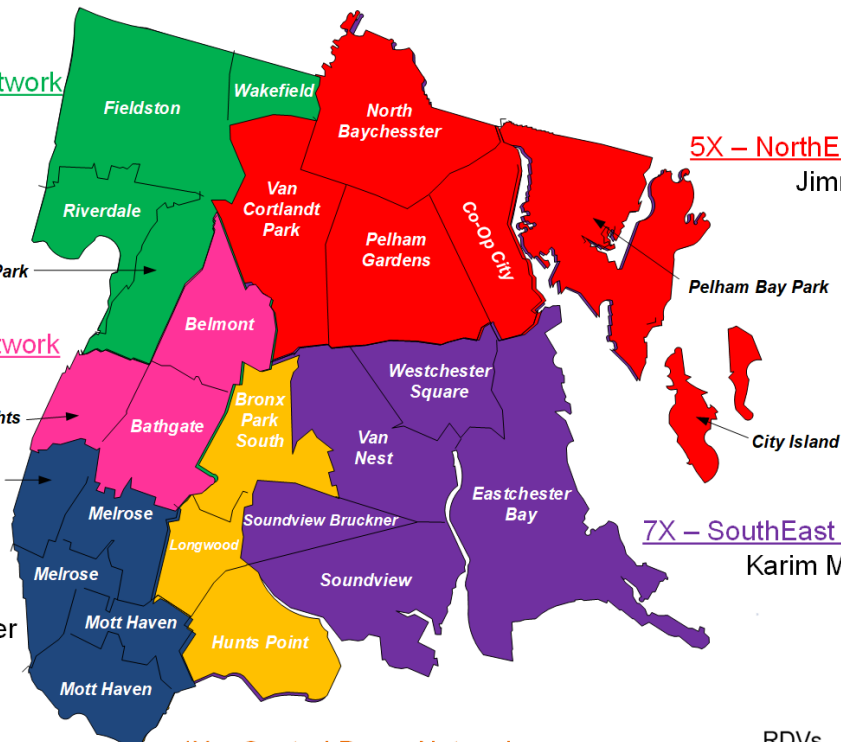 twork
Fieldston
Wakefield
North
Baychesster
5X – NorthE
Jim
Riverdale
Van
Cortlandt
Park
Co-Op City
Pelham
Gardens
Park
Pelham Bay Park
Belmont
twork
Westchester
Square
Bronx
Park
South
hts
Bathgate
Van
Nest
City Island
Eastchester
Bay
Melrose
Soundview Bruckner
7X – SouthEast
Longwood
Karim M
Melrose
Soundview
Mott Haven
er
Hunts Point
Mott Haven
RDVs